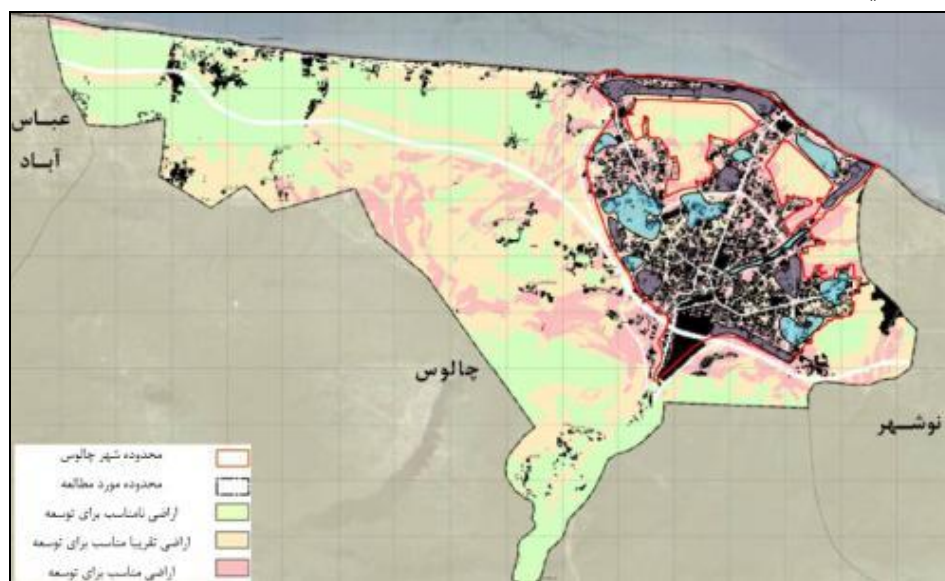 عباس
آباد
چالوس
نوشهر
محدوده شهر چالوس
محدوده مورد مطالعه
اراضی نامناسب برای توسعه
اراضی تقریبا مناسب برای توسعه
اراضی مناسب برای توسعه